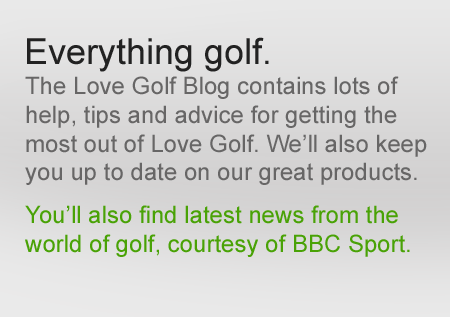 Everything golf.
The Love Golf Blog contains lots of
help, tips and advice for getting the
most out of Love Golf. We’ll also keep
you up to date on our great products.
You’ll also find latest news from the
world of golf, courtesy of BBC Sport.